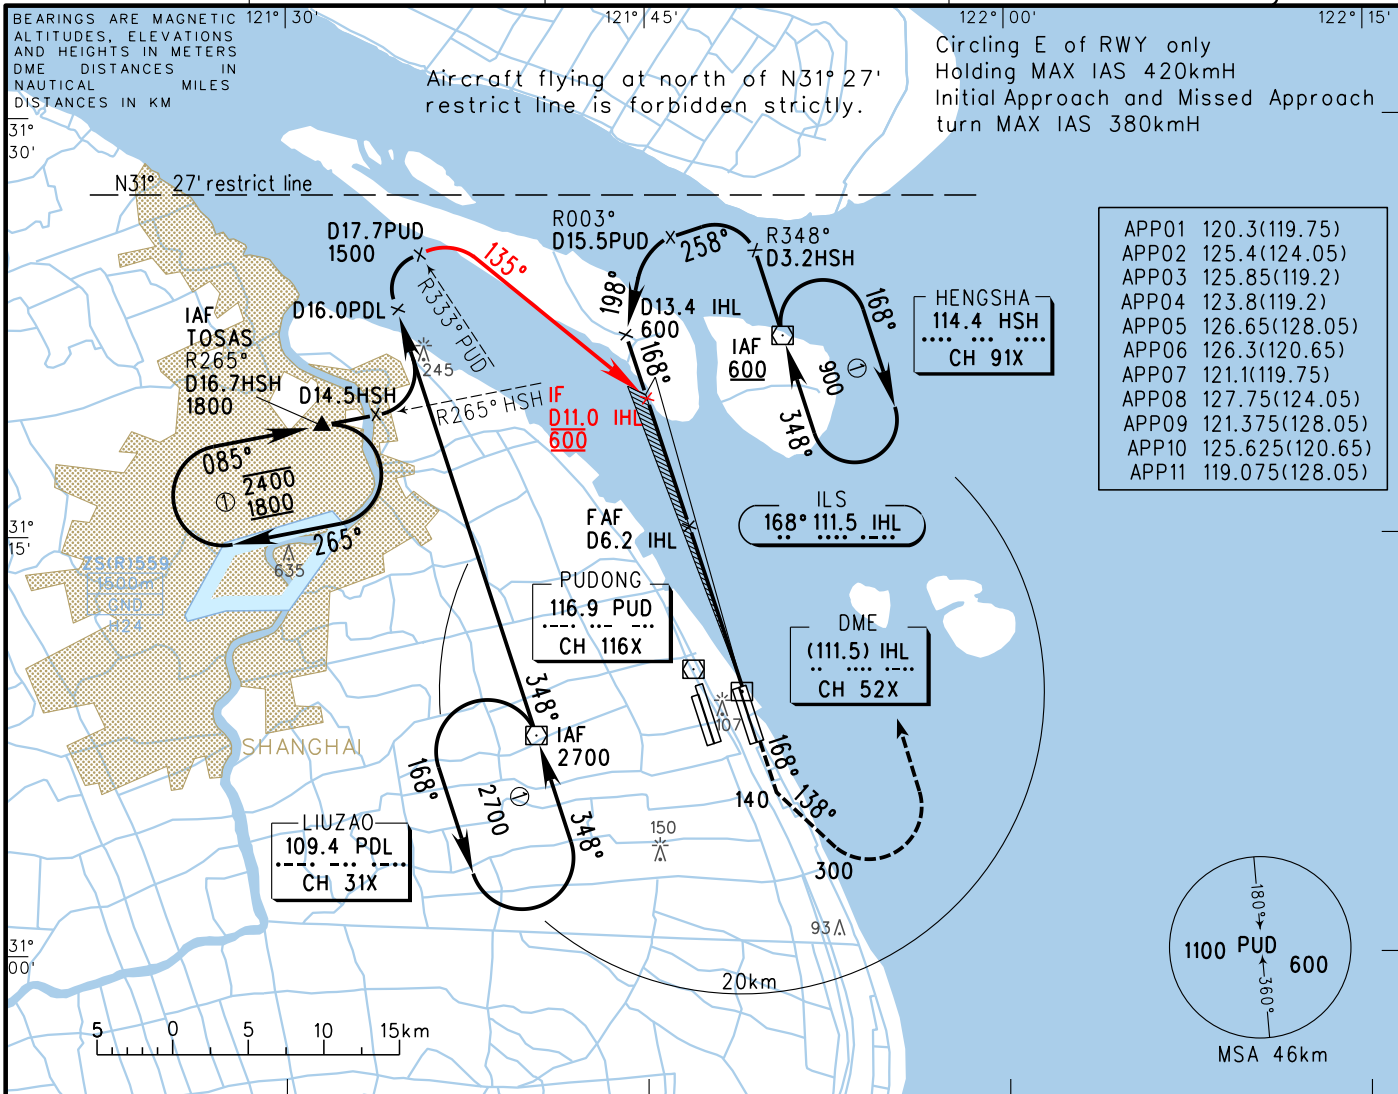 BEARINGS ARE MAGNETIC
ALTITUDES, ELEVATIONS
AND HEIGHTS IN METERS
DME DISTANCES IN
NAUTICAL MILES
DISTANCES IN KM
121° 30'
121° 45'
122° 00'
122° 15'
Aircraft flying at north of N31° 27'
restrict line is forbidden strictly.
Circling E of RWY only
Holding MAX IAS 420kmH
Initial Approach and Missed Approach
turn MAX IAS 380kmH
31°
30'
N31° 27' restrict line
APP01 120.3(119.75)
APP02 125.4(124.05)
APP03 125.85(119.2)
APP04 123.8(119.2)
APP05 126.65(128.05)
APP06 126.3(120.65)
APP07 121.1(119.75)
APP08 127.75(124.05)
APP09 121.375(128.05)
APP10 125.625(120.65)
APP11 119.075(128.05)
D17.7PUD
1500
135°
R003°
D15.5PUD
258°
R348°
D3.2HSH
198°
D13.4 IHL
600
168°
D16.0PDL
R333° PUD
245
IAF
TOSAS
R265°
D16.7HSH
1800
D14.5HSH
R265° HSH
IF
D11.0 IHL
600
IAF
600
168°
900
①
348°
HENGSHA
114.4 HSH
CH 91X
085°
2400
1800
①
265°
31°
15'
ZS(R)559
1500m
GND
H24
635
FAF
D6.2 IHL
ILS
168° 111.5 IHL
PUDONG
116.9 PUD
CH 116X
DME
(111.5) IHL
CH 52X
107
SHANGHAI
348°
IAF
2700
168°
2700
①
348°
168°
140
138°
300
LIUZAO
109.4 PDL
CH 31X
150
93
31°
00'
20km
180°
1100 PUD 600
360°
MSA 46km
5 0 5 10 15km